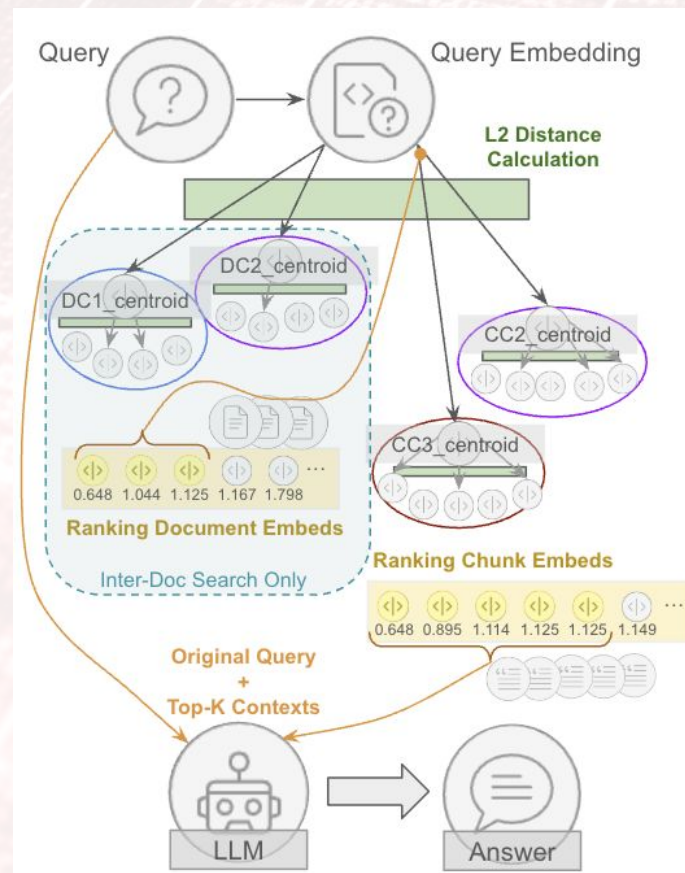 Query
Query Embedding
L2 Distance
Calculation
DC1_centroid
DC2_centroid
CC2_centroid
CC3_centroid
0.648 1.044 1.125 1.167 1.798 ...
Ranking Document Embeds
Inter-Doc Search Only
Ranking Chunk Embeds
0.648 0.895 1.114 1.125 1.125 1.149 ...
Original Query
+
Top-K Contexts
LLM
Answer